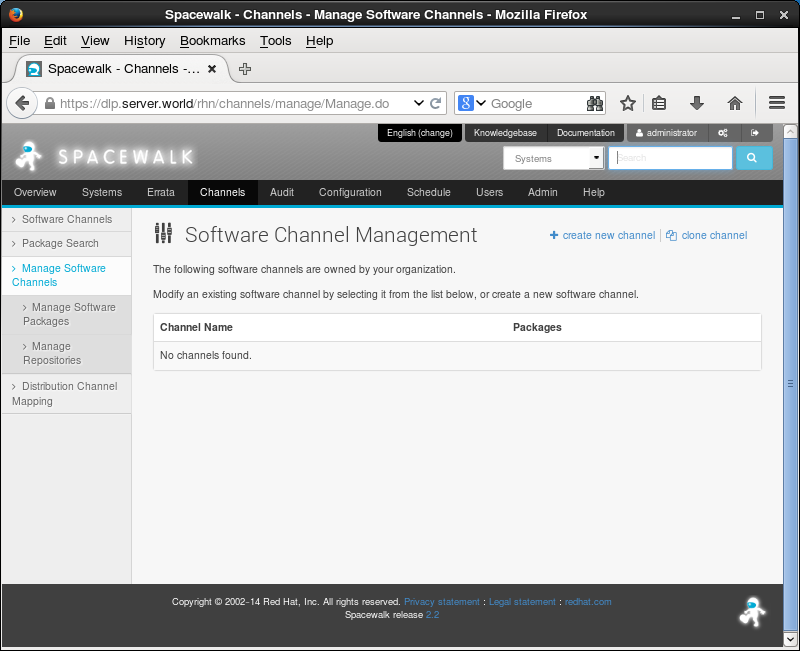 Spacewalk - Channels - Manage Software Channels - Mozilla Firefox
File Edit View History Bookmarks Tools Help
Spacewalk - Channels -...
https://dlp.server.world/rhn/channels/manage/Manage.do
Google
English (change) Knowledgebase Documentation administrator
SPACEWALK
Systems
Search
Overview Systems Errata Channels Audit Configuration Schedule Users Admin Help
Software Channels
Package Search
Manage Software
Channels
Manage Software
Packages
Manage
Repositories
Distribution Channel
Mapping
Software Channel Management
create new channel
clone channel
The following software channels are owned by your organization.
Modify an existing software channel by selecting it from the list below, or create a new software channel.
Channel Name Packages
No channels found.
Copyright © 2002-14 Red Hat, Inc. All rights reserved. Privacy statement : Legal statement : redhat.com
Spacewalk release 2.2